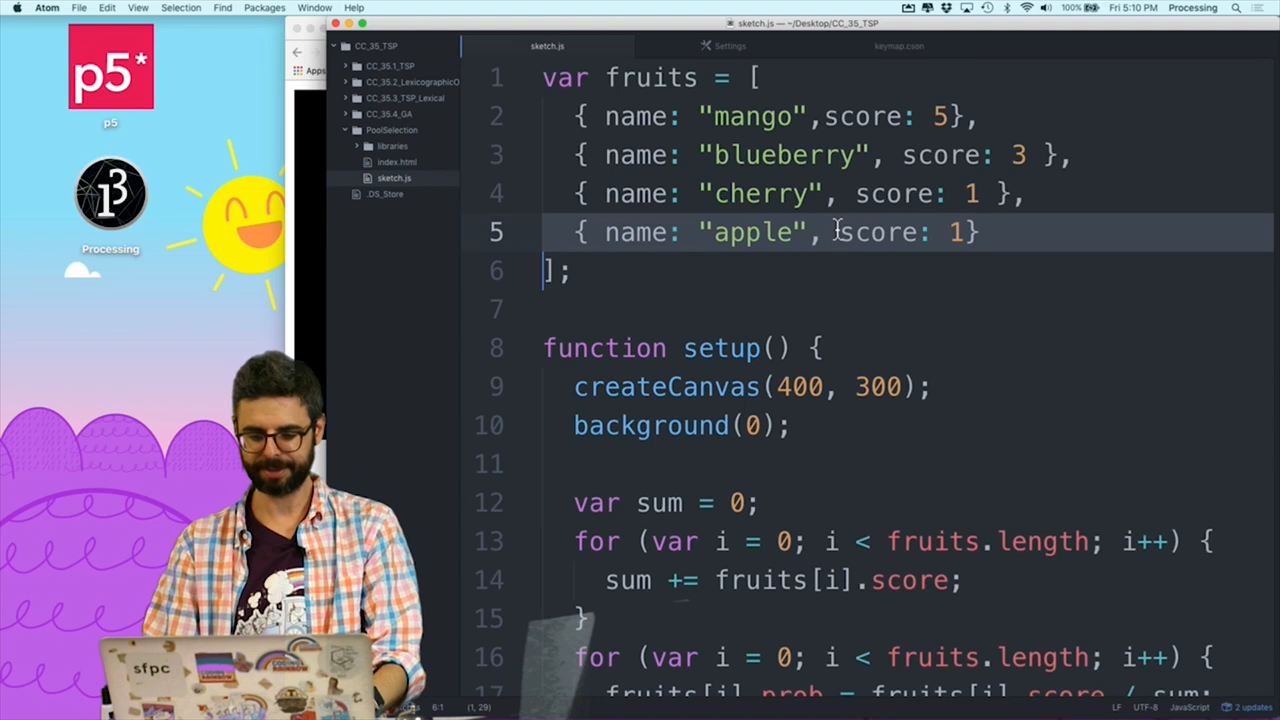 Atom File Edit View Selection Find Packages Window Help 100% Fri 5:10 PM Processing
sketch.js — ~/Desktop/CC_35_TSP
CC_35_TSP
CC_35.1_TSP
CC_35.2_LexicographicO
CC_35.3_TSP_Lexical
CC_35.4_GA
PoolSelection
libraries
index.html
sketch.js
.DS_Store
sketch.js Settings keymap.cson
Apps
p5*
p5
Processing
1 var fruits = [
2 { name: "mango",score: 5},
3 { name: "blueberry", score: 3 },
4 { name: "cherry", score: 1 },
5 { name: "apple", score: 1}
6 ];
7
8 function setup() {
9 createCanvas(400, 300);
10 background(0);
11
12 var sum = 0;
13 for (var i = 0; i < fruits.length; i++) {
14 sum += fruits[i].score;
15 }
16 for (var i = 0; i < fruits.length; i++) {
17 fruits[i].prob = fruits[i].score / sum;
6:1 (1, 29) LF UTF-8 JavaScript 2 updates
sfpc